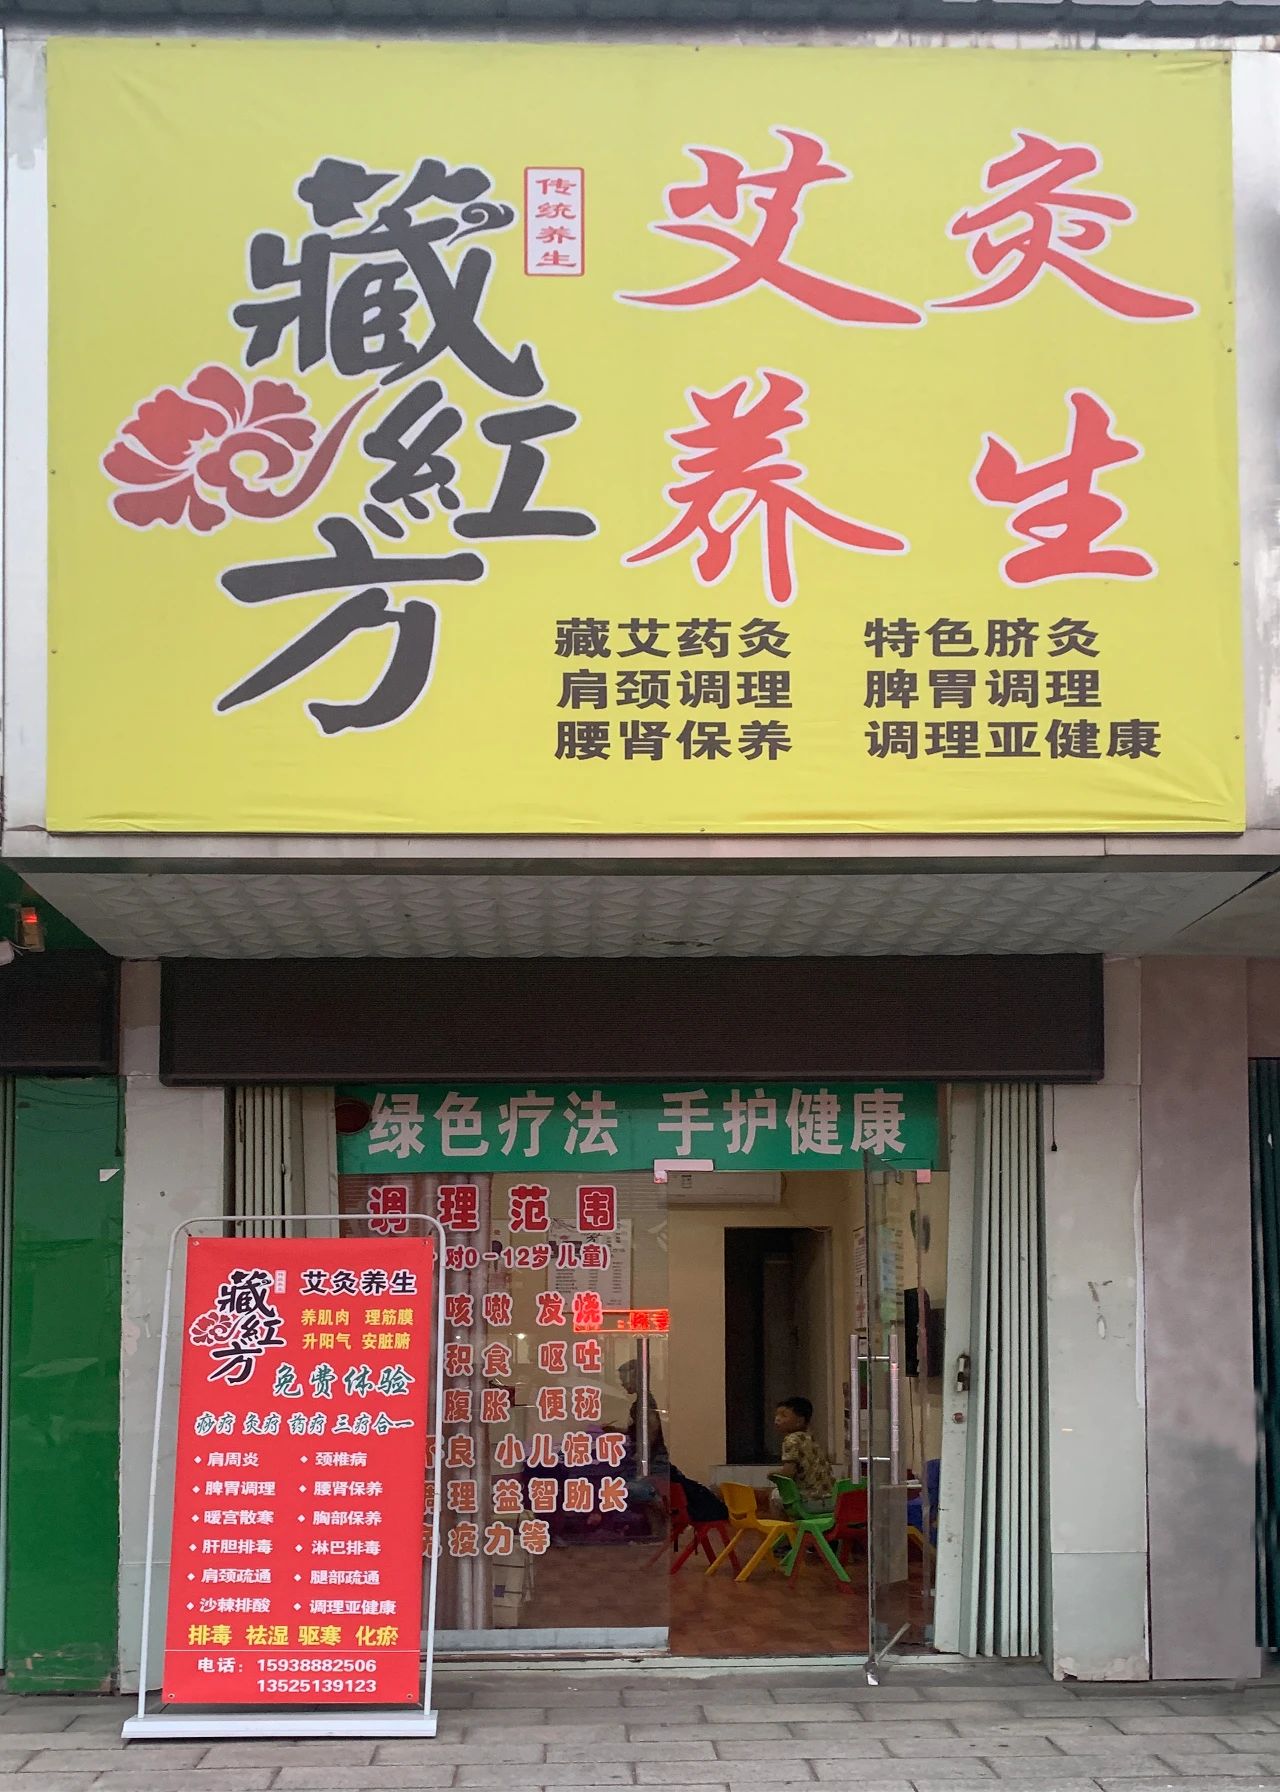 藏紅方
传统养生
艾灸
养生
藏艾药灸 特色脐灸
肩颈调理 脾胃调理
腰肾保养 调理亚健康
绿色疗法 手护健康
调理范围
对0-12岁儿童)
咳嗽 发烧
积食 呕吐
腹胀 便秘
不良 小儿惊吓
调理 益智助长
免疫力等
藏紅方
艾灸养生
养肌肉 理筋膜
升阳气 安脏腑
免费体验
痧疗 灸疗 药疗 三疗合一
肩周炎 颈椎病
脾胃调理 腰肾保养
暖宫散寒 胸部保养
肝胆排毒 淋巴排毒
肩颈疏通 腿部疏通
沙棘排酸 调理亚健康
排毒 祛湿 驱寒 化瘀
电话：15938882506
13525139123